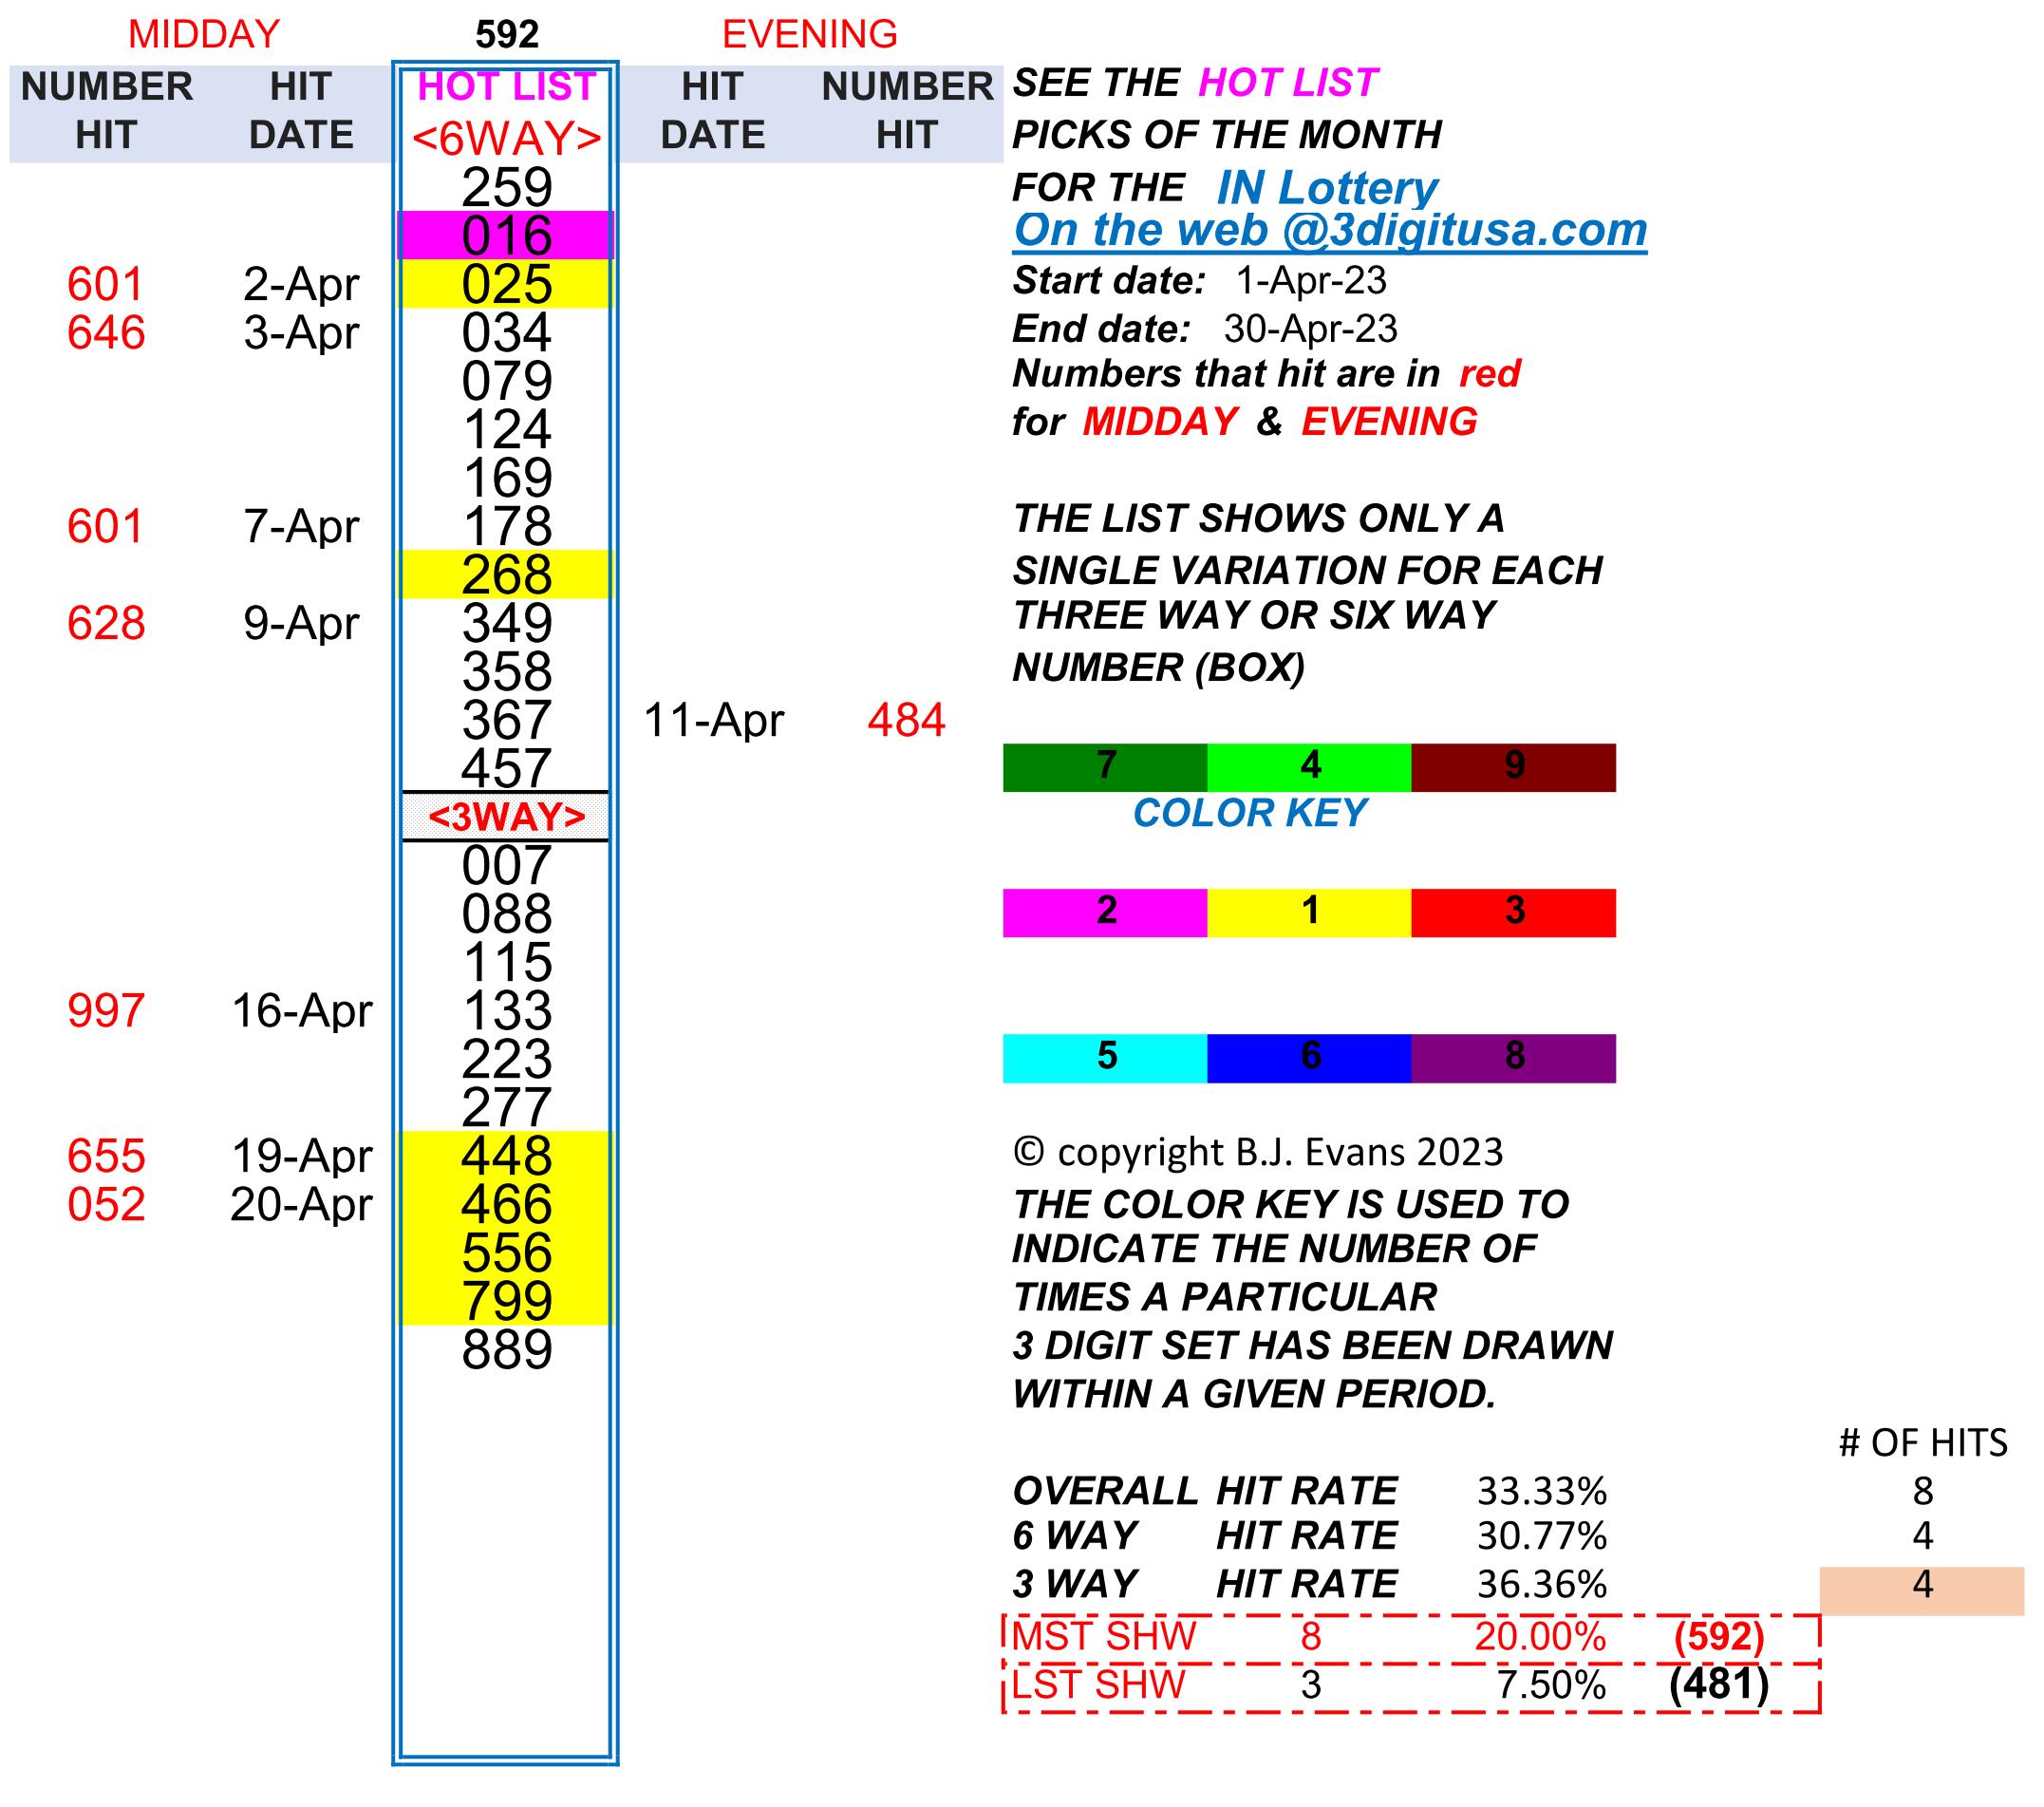 MIDDAY 592 EVENING
NUMBER HIT HOT LIST HIT NUMBER SEE THE HOT LIST
HIT DATE <6WAY> DATE HIT PICKS OF THE MONTH
259 FOR THE IN Lottery
016 On the web @3digitusa.com
601 2-Apr 025 Start date: 1-Apr-23
646 3-Apr 034 End date: 30-Apr-23
079 Numbers that hit are in red
124 for MIDDAY & EVENING
169
601 7-Apr 178 THE LIST SHOWS ONLY A
268 SINGLE VARIATION FOR EACH
628 9-Apr 349 THREE WAY OR SIX WAY
358 NUMBER (BOX)
367 11-Apr 484
457 7 4 9
<3WAY> COLOR KEY
007
088 2 1 3
115
997 16-Apr 133
223 5 6 8
277
655 19-Apr 448 © copyright B.J. Evans 2023
052 20-Apr 466 THE COLOR KEY IS USED TO
556 INDICATE THE NUMBER OF
799 TIMES A PARTICULAR
889 3 DIGIT SET HAS BEEN DRAWN
WITHIN A GIVEN PERIOD.
# OF HITS
OVERALL HIT RATE 33.33% 8
6 WAY HIT RATE 30.77% 4
3 WAY HIT RATE 36.36% 4
MST SHW 8 20.00% (592)
LST SHW 3 7.50% (481)